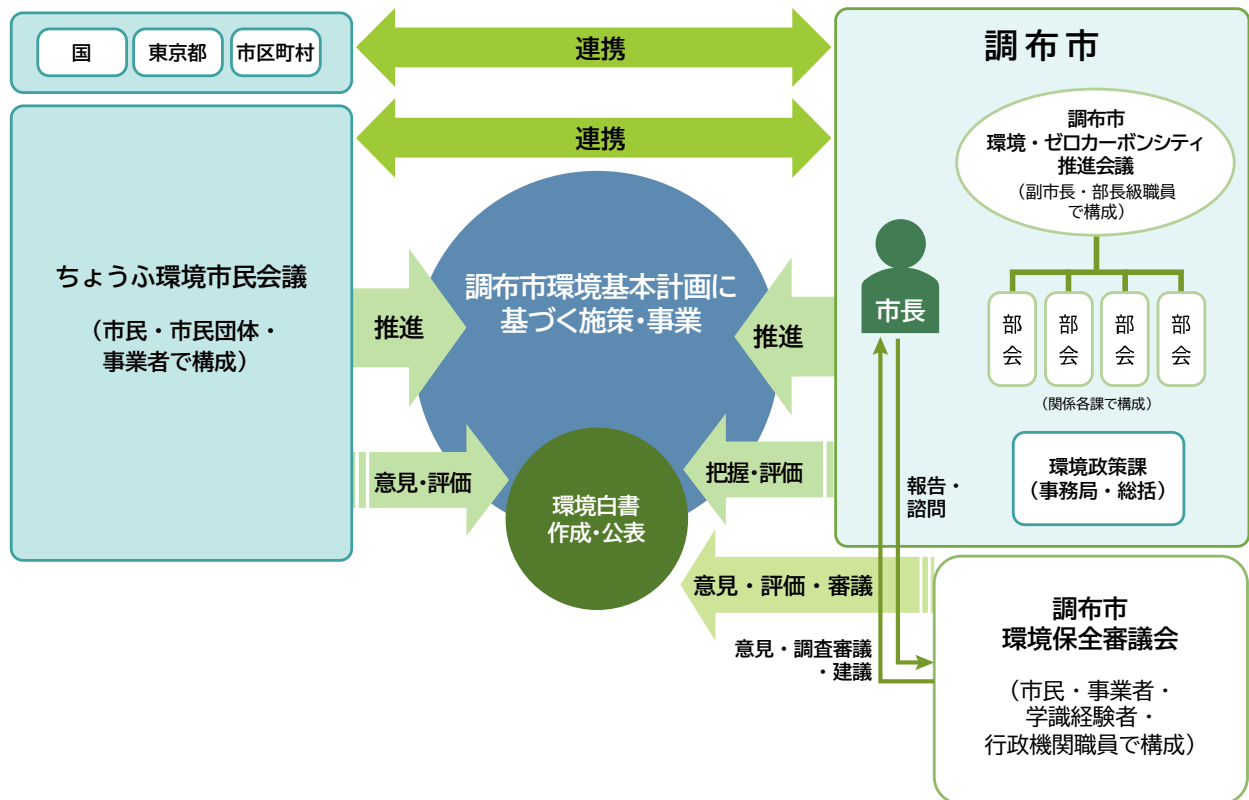 国
東京都
市区町村
連携
調布市
連携
調布市
環境・ゼロカーボンシティ
推進会議
（副市長・部長級職員
で構成）
ちょうふ環境市民会議
（市民・市民団体・
事業者で構成）
推進
調布市環境基本計画に
基づく施策・事業
推進
市長
部会
部会
部会
部会
（関係各課で構成）
意見・評価
把握・評価
環境白書
作成・公表
環境政策課
（事務局・総括）
報告・
諮問
意見・評価・審議
意見・調査審議
・建議
調布市
環境保全審議会
（市民・事業者・
学識経験者・
行政機関職員で構成）